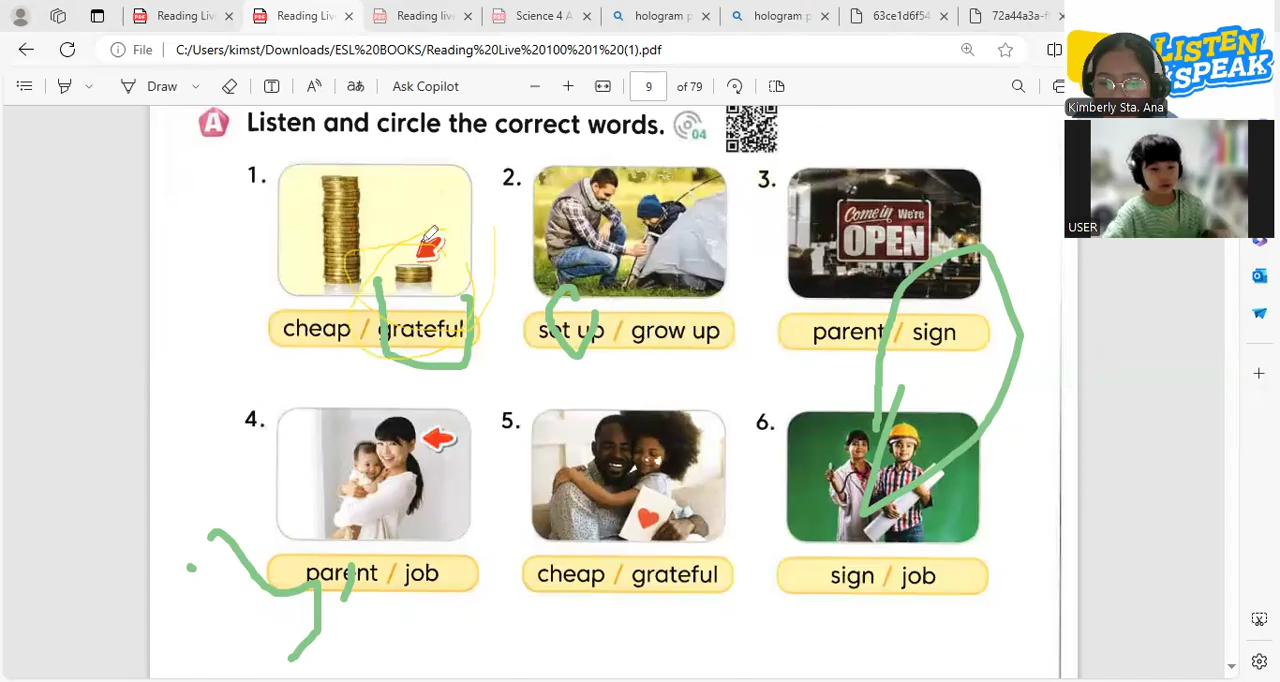 Reading Liv
Reading Liv
Reading live
Science 4 A
hologram p
hologram p
63ce1d6f54
72a44a3a-f
File
C:/Users/kimst/Downloads/ESL%20BOOKS/Reading%20LIve%20100%201%20(1).pdf
Draw
Ask Copilot
9
of 79
LISTEN
&SPEAK
Kimberly Sta. Ana
USER
A Listen and circle the correct words. 04
1.
cheap / grateful
2.
set up / grow up
3.
Come in We're
OPEN
parent / sign
4.
parent / job
5.
cheap / grateful
6.
sign / job